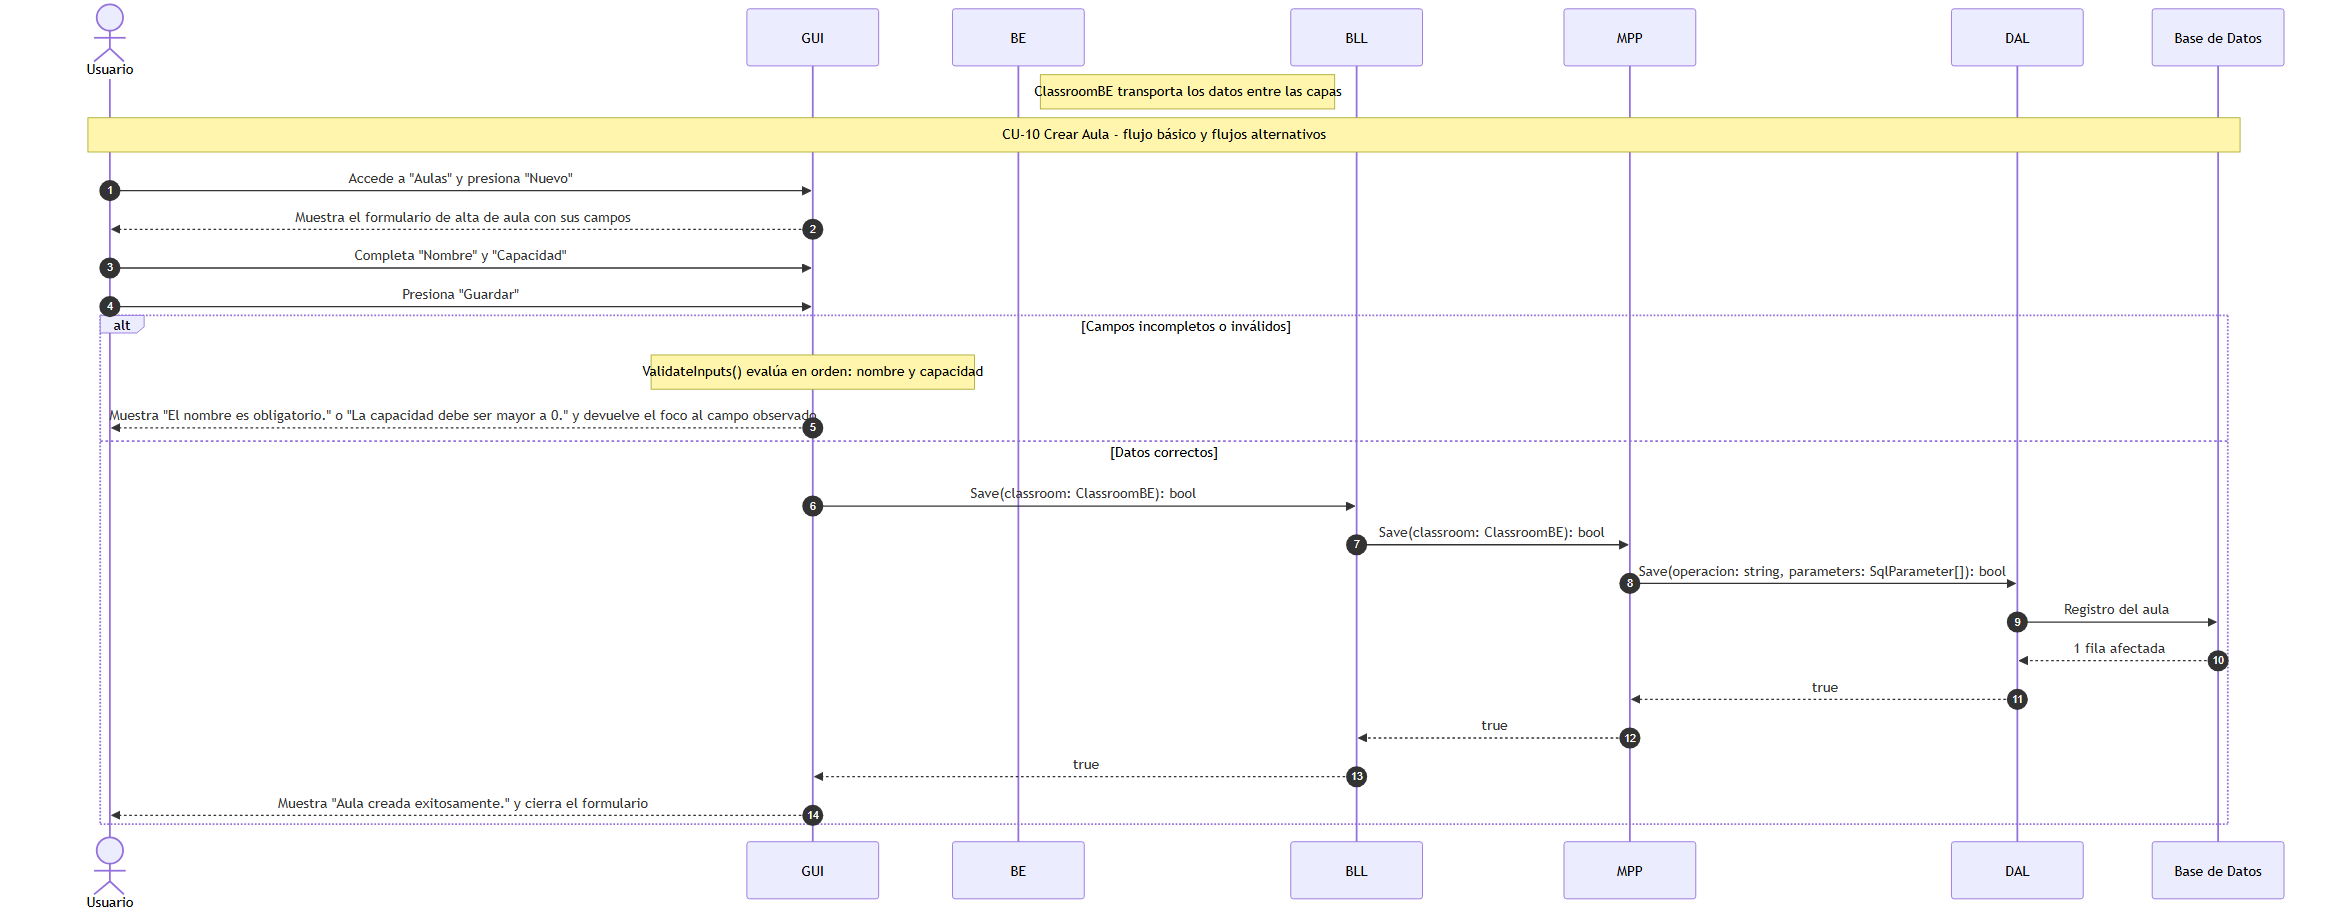 Usuario
GUI
BE
BLL
MPP
DAL
Base de Datos
ClassroomBE transporta los datos entre las capas
CU-10 Crear Aula - flujo básico y flujos alternativos
1 Accede a "Aulas" y presiona "Nuevo"
Muestra el formulario de alta de aula con sus campos 2
3 Completa "Nombre" y "Capacidad"
4 Presiona "Guardar"
alt [Campos incompletos o inválidos]
ValidateInputs() evalúa en orden: nombre y capacidad
Muestra "El nombre es obligatorio." o "La capacidad debe ser mayor a 0." y devuelve el foco al campo observado 5
[Datos correctos]
6 Save(classroom: ClassroomBE): bool
7 Save(classroom: ClassroomBE): bool
8 Save(operacion: string, parameters: SqlParameter[]): bool
9 Registro del aula
1 fila afectada 10
true 11
true 12
true 13
Muestra "Aula creada exitosamente." y cierra el formulario 14
Usuario
GUI
BE
BLL
MPP
DAL
Base de Datos